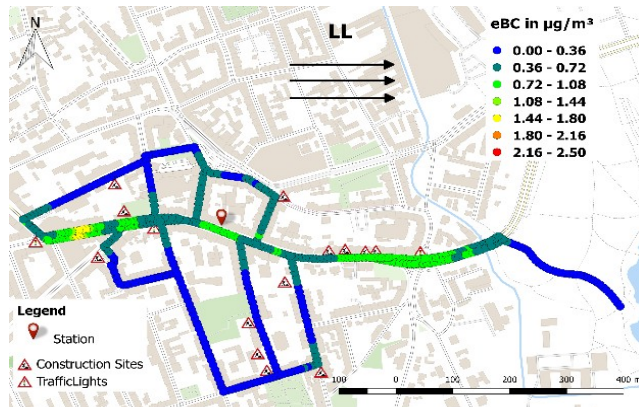 N
LL
eBC in µg/m³
0.00 - 0.36
0.36 - 0.72
0.72 - 1.08
1.08 - 1.44
1.44 - 1.80
1.80 - 2.16
2.16 - 2.50
Legend
Station
Construction Sites
TrafficLights
100 0 100 200 300 400 m